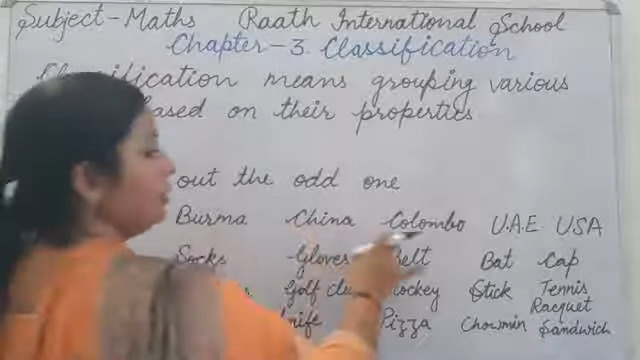 Subject-Maths Raath International School
Chapter-3. Classification
Classification means grouping various
based on their properties
out the odd one
Burma China Colombo U.A.E. USA
Socks Gloves Belt Bat Cap
Golf Stick Tennis
Racquet
Pizza Chowmin Sandwich